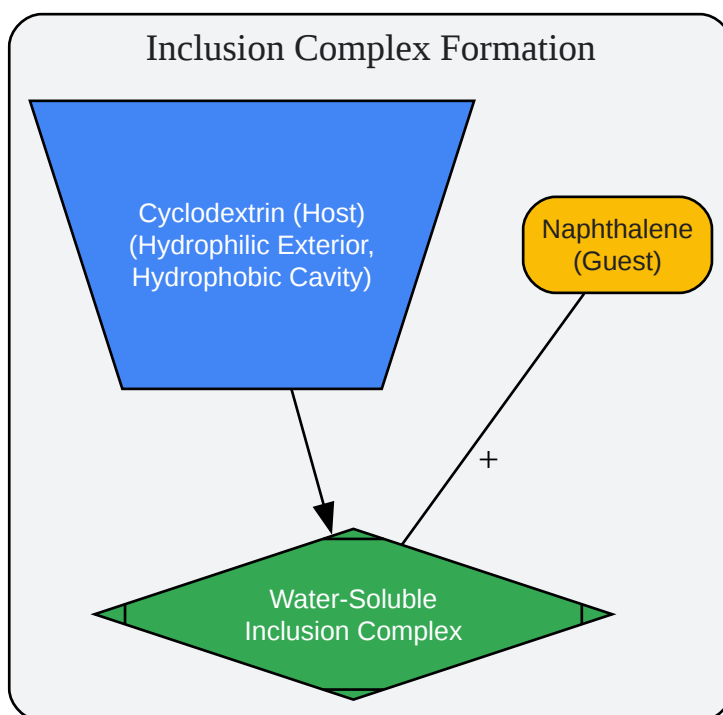 Inclusion Complex Formation
Cyclodextrin (Host)
(Hydrophilic Exterior,
Hydrophobic Cavity)
Naphthalene
(Guest)
+
Water-Soluble
Inclusion Complex